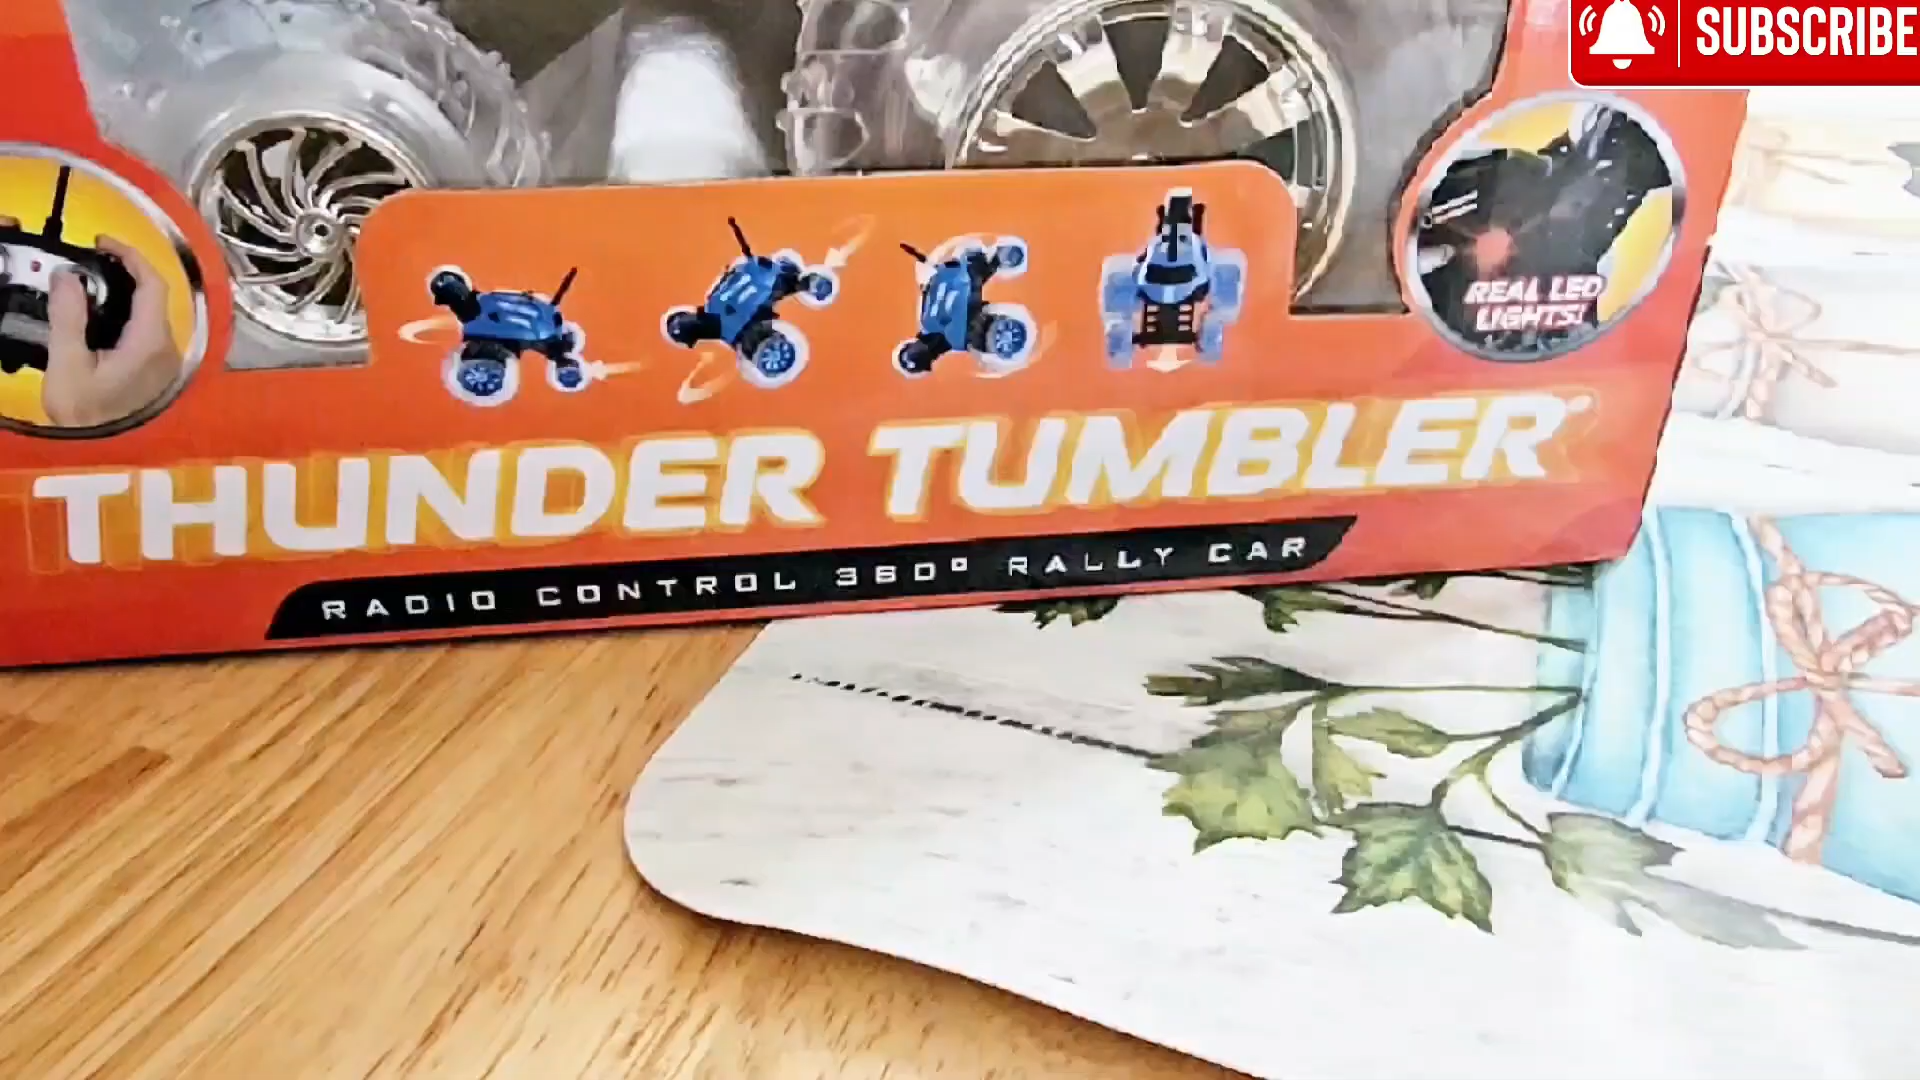 SUBSCRIBE
REAL LED
LIGHTS!
THUNDER TUMBLER
RADIO CONTROL 360° RALLY CAR